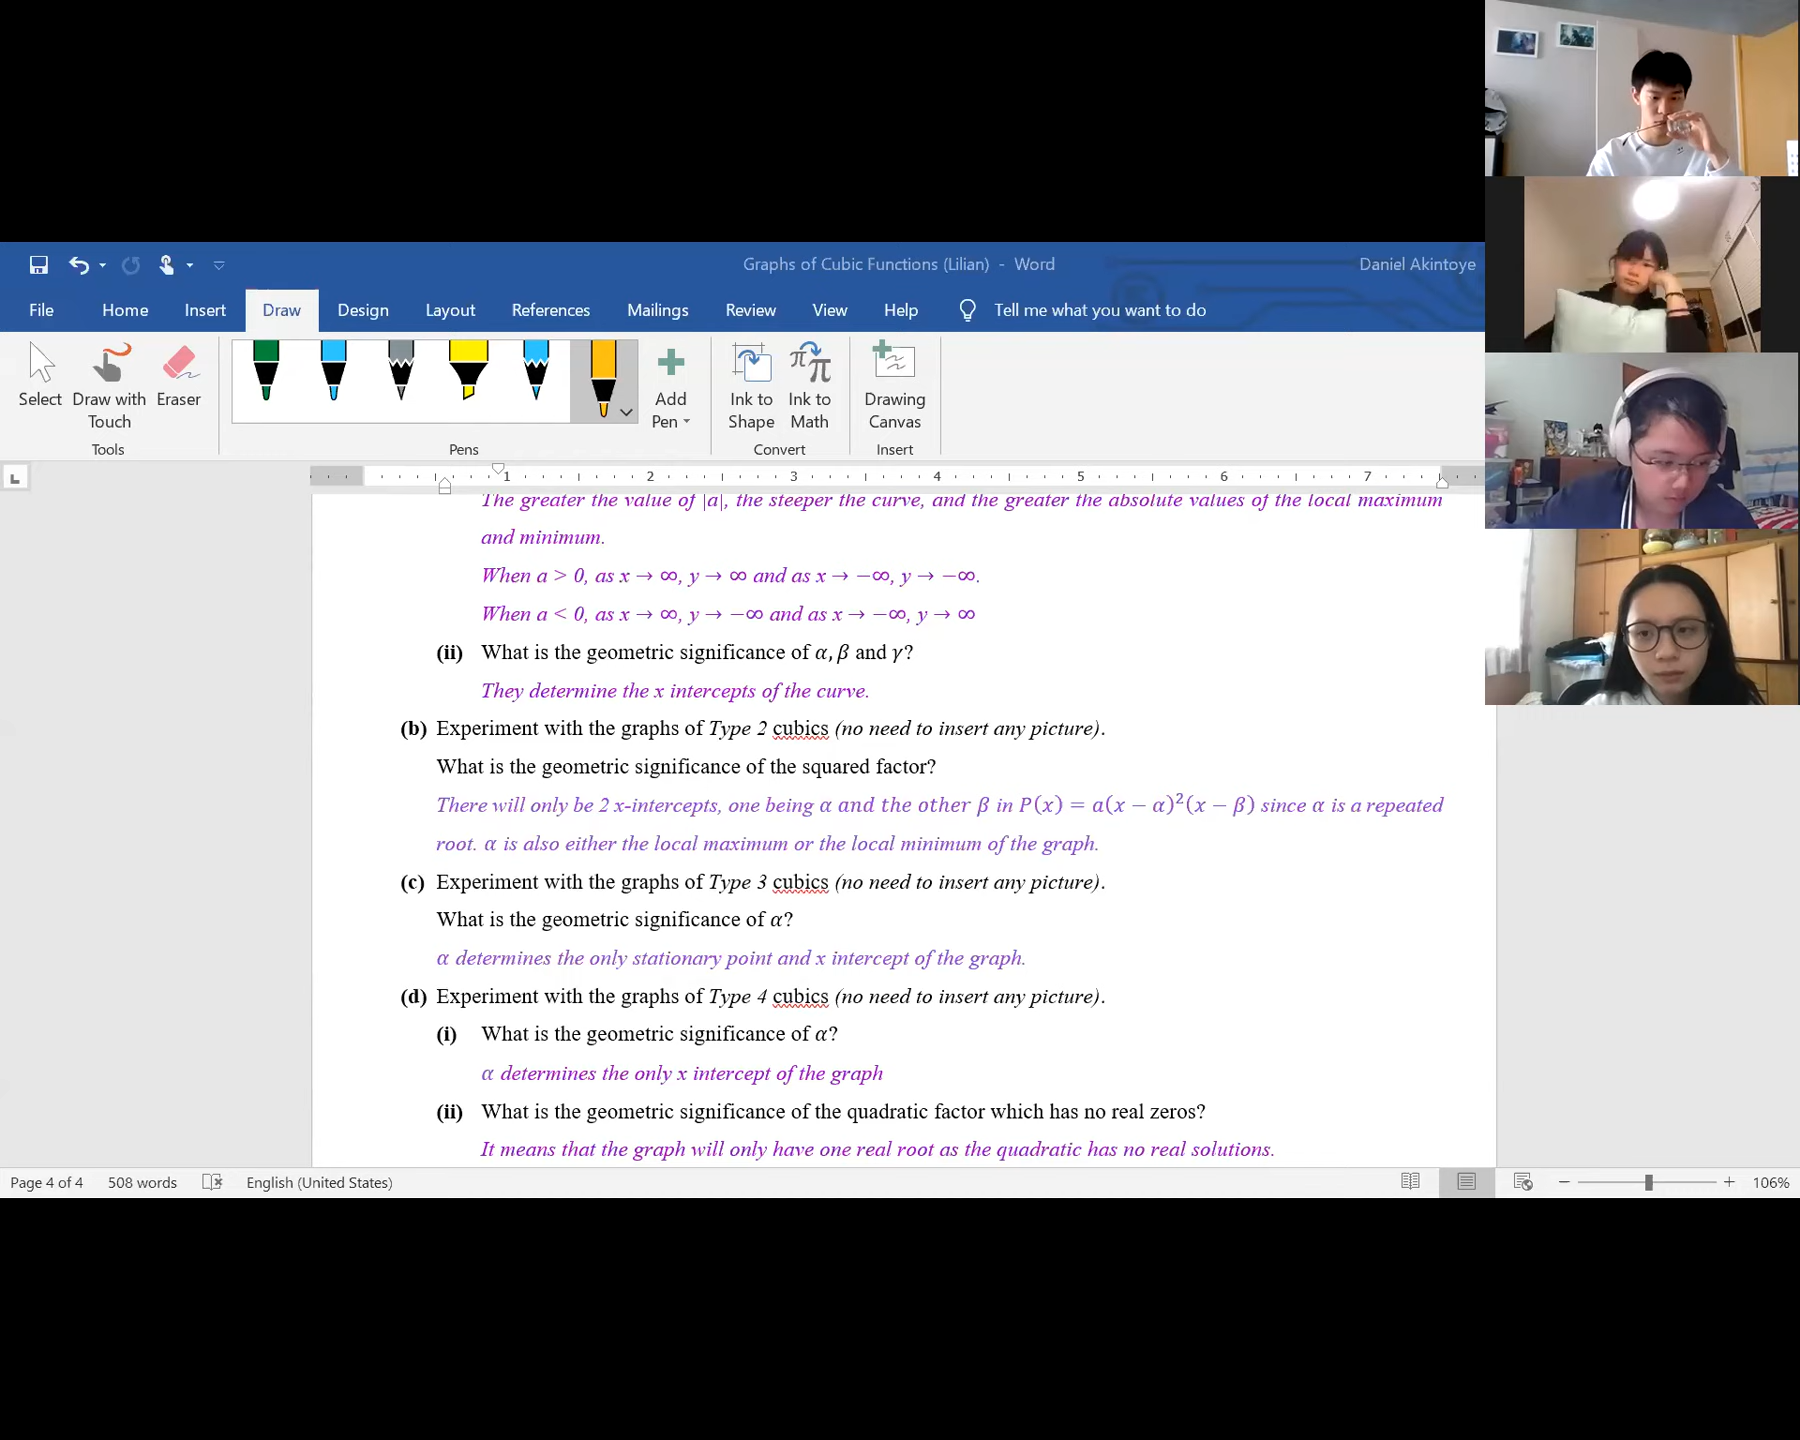 Graphs of Cubic Functions (Lilian) - Word
Daniel Akintoye
File Home Insert Draw Design Layout References Mailings Review View Help Tell me what you want to do
Select Draw with Touch Eraser Add Pen Ink to Shape Ink to Math Drawing Canvas
Tools Pens Convert Insert
1 2 3 4 5 6 7
The greater the value of |a|, the steeper the curve, and the greater the absolute values of the local maximum
and minimum.
When a > 0, as x → ∞, y → ∞ and as x → −∞, y → −∞.
When a < 0, as x → ∞, y → −∞ and as x → −∞, y → ∞
(ii) What is the geometric significance of α, β and γ?
They determine the x intercepts of the curve.
(b) Experiment with the graphs of Type 2 cubics (no need to insert any picture).
What is the geometric significance of the squared factor?
There will only be 2 x-intercepts, one being α and the other β in P(x) = a(x − α)²(x − β) since α is a repeated
root. α is also either the local maximum or the local minimum of the graph.
(c) Experiment with the graphs of Type 3 cubics (no need to insert any picture).
What is the geometric significance of α?
α determines the only stationary point and x intercept of the graph.
(d) Experiment with the graphs of Type 4 cubics (no need to insert any picture).
(i) What is the geometric significance of α?
α determines the only x intercept of the graph
(ii) What is the geometric significance of the quadratic factor which has no real zeros?
It means that the graph will only have one real root as the quadratic has no real solutions.
Page 4 of 4 508 words English (United States) 106%